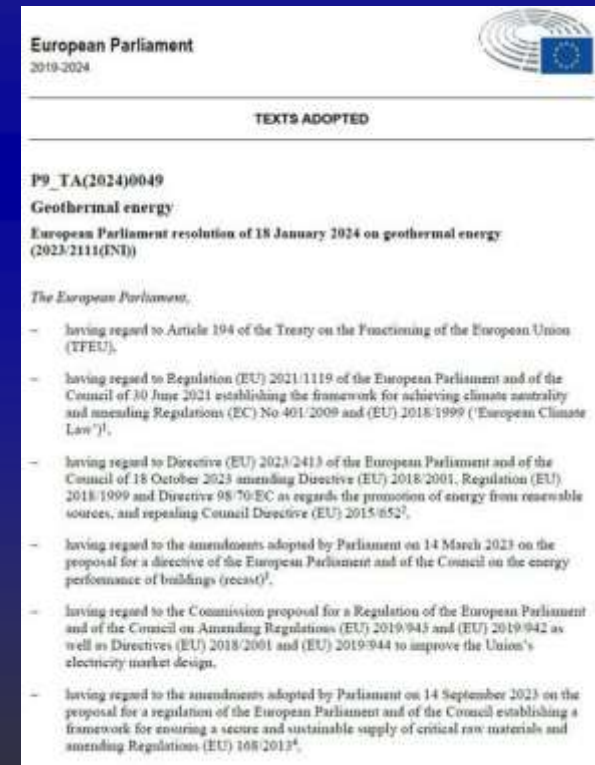 European Parliament
2019-2024
TEXTS ADOPTED
P9_TA(2024)0049
Geothermal energy
European Parliament resolution of 18 January 2024 on geothermal energy
(2023/2111(INI))
The European Parliament,
– having regard to Article 194 of the Treaty on the Functioning of the European Union
(TFEU),
– having regard to Regulation (EU) 2021/1119 of the European Parliament and of the
Council of 30 June 2021 establishing the framework for achieving climate neutrality
and amending Regulations (EC) No 401/2009 and (EU) 2018/1999 (‘European Climate
Law’)¹,
– having regard to Directive (EU) 2023/2413 of the European Parliament and of the
Council of 18 October 2023 amending Directive (EU) 2018/2001, Regulation (EU)
2018/1999 and Directive 98/70/EC as regards the promotion of energy from renewable
sources, and repealing Council Directive (EU) 2015/652²,
– having regard to the amendments adopted by Parliament on 14 March 2023 on the
proposal for a directive of the European Parliament and of the Council on the energy
performance of buildings (recast)³,
– having regard to the Commission proposal for a Regulation of the European Parliament
and of the Council on Amending Regulations (EU) 2019/943 and (EU) 2019/942 as
well as Directives (EU) 2018/2001 and (EU) 2019/944 to improve the Union’s
electricity market design,
– having regard to the amendments adopted by Parliament on 14 September 2023 on the
proposal for a regulation of the European Parliament and of the Council establishing a
framework for ensuring a secure and sustainable supply of critical raw materials and
amending Regulations (EU) 168/2013⁴,